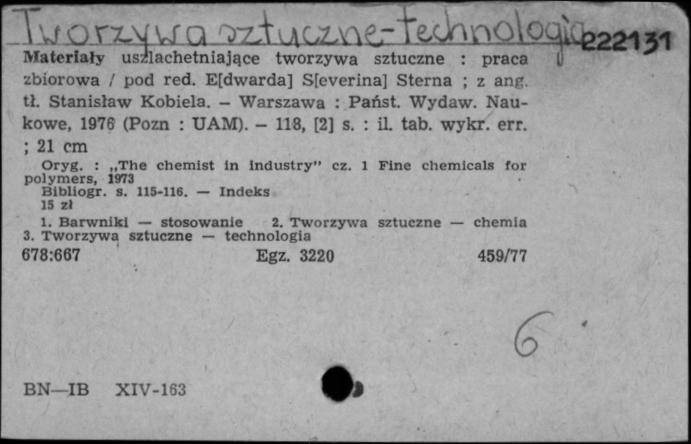 Tworzywa sztuczne-technologia 222131
Materiały uszlachetniające tworzywa sztuczne : praca
zbiorowa / pod red. E[dwarda] S[everina] Sterna ; z ang.
tł. Stanisław Kobiela. — Warszawa : Państ. Wydaw. Nau-
kowe, 1976 (Pozn : UAM). — 118, [2] s. : il. tab. wykr. err.
; 21 cm
Oryg. : „The chemist in industry" cz. 1 Fine chemicals for
polymers, 1973
Bibliogr. s. 115-116. — Indeks
15 zł
1. Barwniki — stosowanie 2. Tworzywa sztuczne — chemia
3. Tworzywa sztuczne — technologia
678:667 Egz. 3220 459/77
6
BN—IB XIV-163